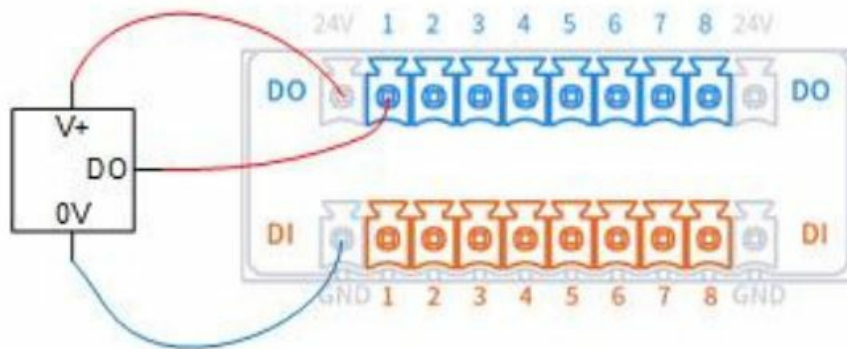 24V 1 2 3 4 5 6 7 8 24V
DO DO
V+
DO
0V
DI DI
GND 1 2 3 4 5 6 7 8 GND